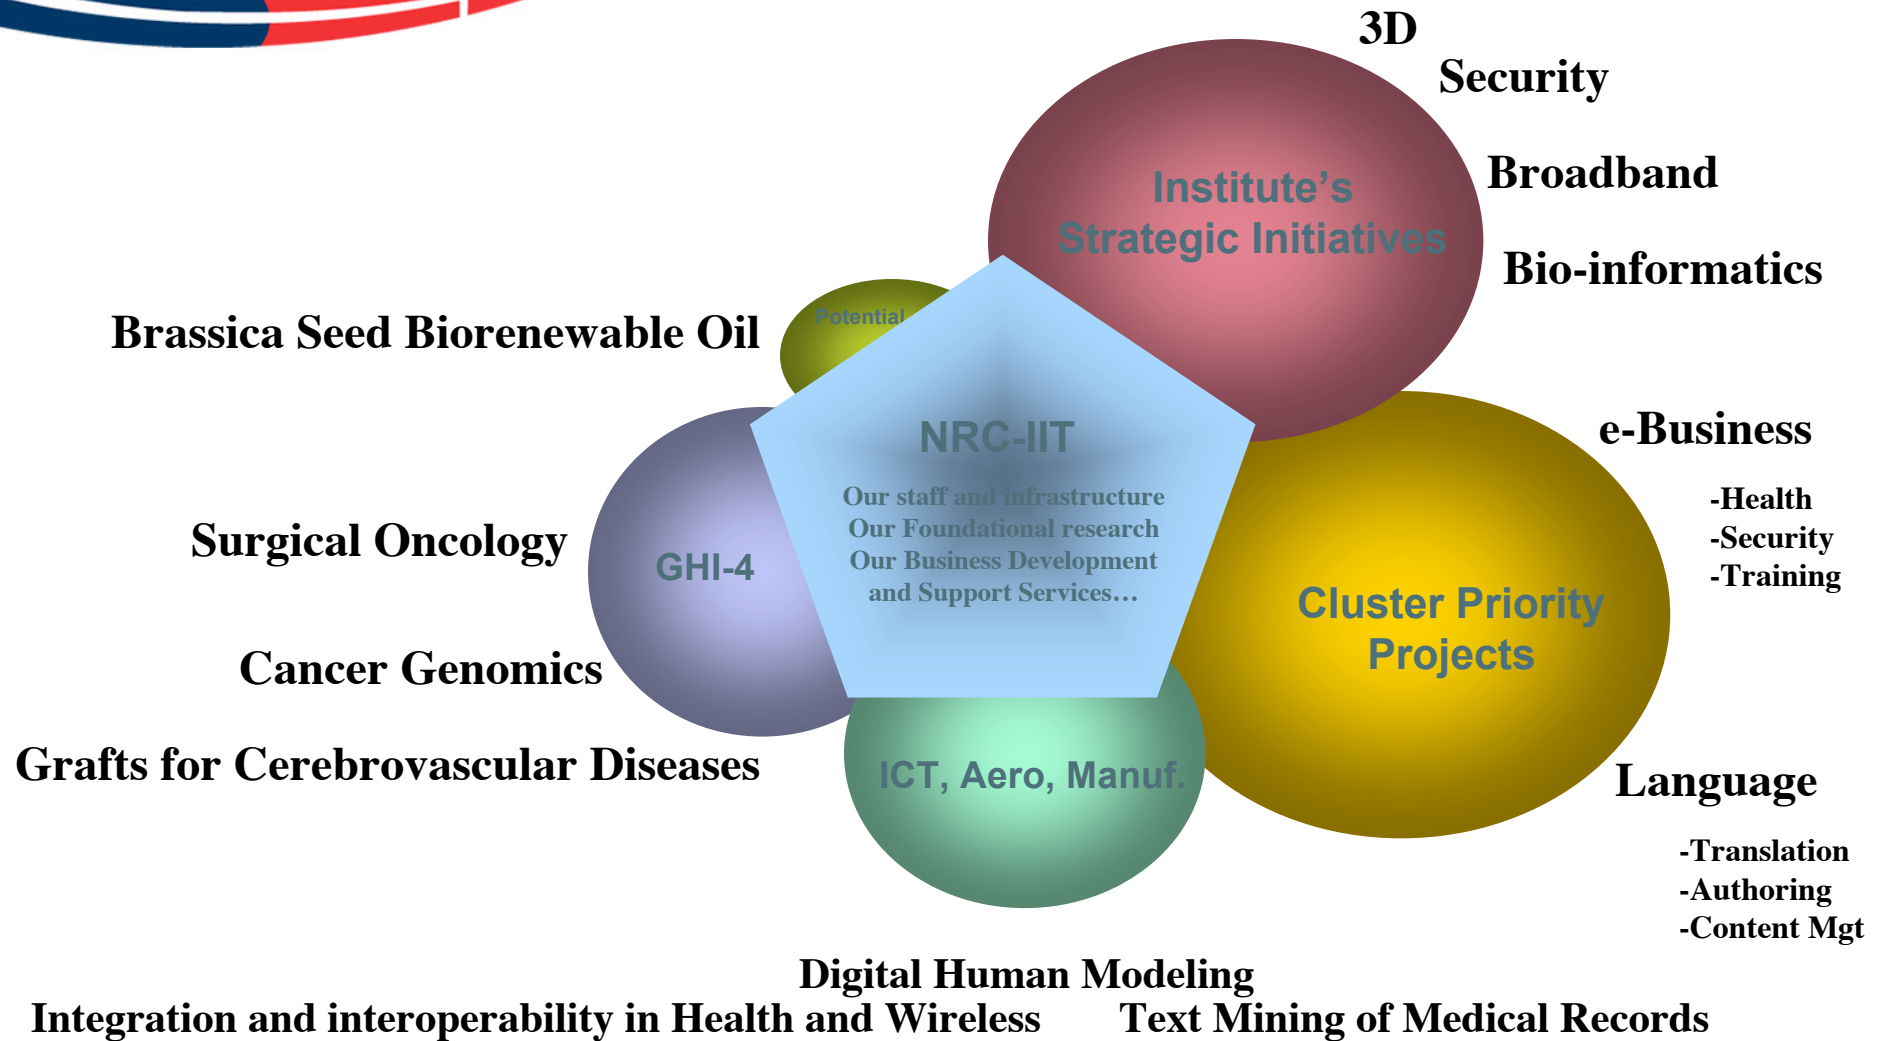 3D
Security
Broadband
Bio-informatics
Institute’s
Strategic Initiatives
Potential
Brassica Seed Biorenewable Oil
NRC-IIT
Our staff and infrastructure
Our Foundational research
Our Business Development
and Support Services…
e-Business
-Health
-Security
-Training
Surgical Oncology
GHI-4
Cluster Priority
Projects
Cancer Genomics
Grafts for Cerebrovascular Diseases
ICT, Aero, Manuf.
Language
-Translation
-Authoring
-Content Mgt
Digital Human Modeling
Integration and interoperability in Health and Wireless
Text Mining of Medical Records